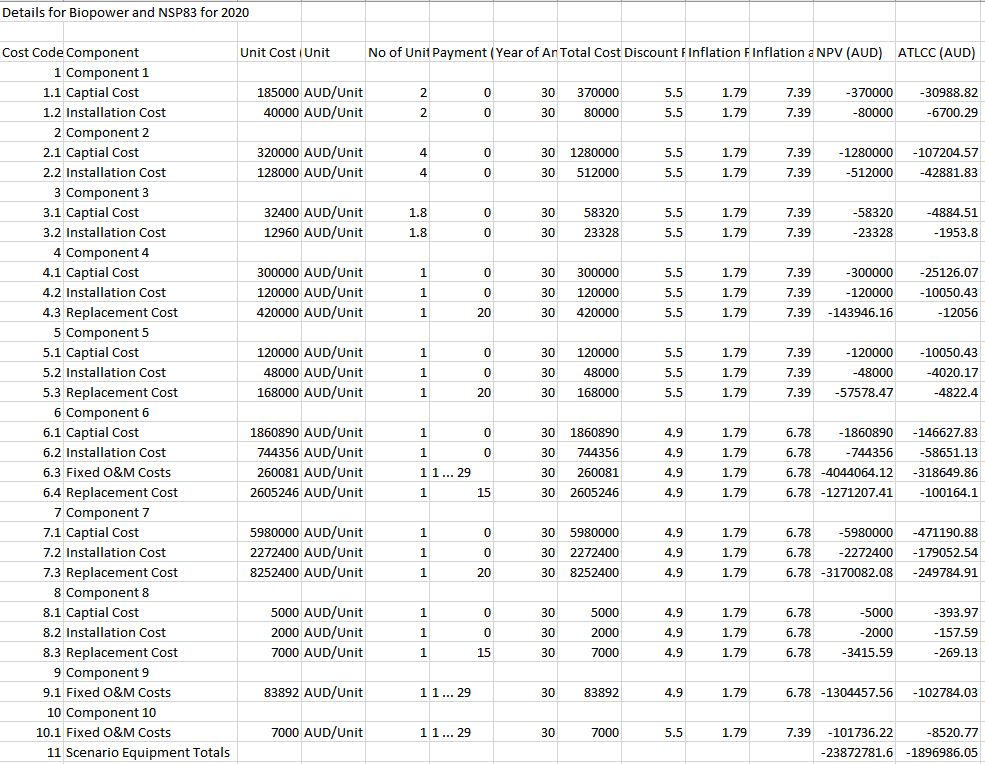 Details for Biopower and NSP83 for 2020
Cost Code Component Unit Cost ( Unit No of Unit Payment ( Year of An Total Cost Discount F Inflation F Inflation a NPV (AUD) ATLCC (AUD)
1 Component 1
1.1 Captial Cost 185000 AUD/Unit 2 0 30 370000 5.5 1.79 7.39 -370000 -30988.82
1.2 Installation Cost 40000 AUD/Unit 2 0 30 80000 5.5 1.79 7.39 -80000 -6700.29
2 Component 2
2.1 Captial Cost 320000 AUD/Unit 4 0 30 1280000 5.5 1.79 7.39 -1280000 -107204.57
2.2 Installation Cost 128000 AUD/Unit 4 0 30 512000 5.5 1.79 7.39 -512000 -42881.83
3 Component 3
3.1 Captial Cost 32400 AUD/Unit 1.8 0 30 58320 5.5 1.79 7.39 -58320 -4884.51
3.2 Installation Cost 12960 AUD/Unit 1.8 0 30 23328 5.5 1.79 7.39 -23328 -1953.8
4 Component 4
4.1 Captial Cost 300000 AUD/Unit 1 0 30 300000 5.5 1.79 7.39 -300000 -25126.07
4.2 Installation Cost 120000 AUD/Unit 1 0 30 120000 5.5 1.79 7.39 -120000 -10050.43
4.3 Replacement Cost 420000 AUD/Unit 1 20 30 420000 5.5 1.79 7.39 -143946.16 -12056
5 Component 5
5.1 Captial Cost 120000 AUD/Unit 1 0 30 120000 5.5 1.79 7.39 -120000 -10050.43
5.2 Installation Cost 48000 AUD/Unit 1 0 30 48000 5.5 1.79 7.39 -48000 -4020.17
5.3 Replacement Cost 168000 AUD/Unit 1 20 30 168000 5.5 1.79 7.39 -57578.47 -4822.4
6 Component 6
6.1 Captial Cost 1860890 AUD/Unit 1 0 30 1860890 4.9 1.79 6.78 -1860890 -146627.83
6.2 Installation Cost 744356 AUD/Unit 1 0 30 744356 4.9 1.79 6.78 -744356 -58651.13
6.3 Fixed O&M Costs 260081 AUD/Unit 1 1 ... 29 30 260081 4.9 1.79 6.78 -4044064.12 -318649.86
6.4 Replacement Cost 2605246 AUD/Unit 1 15 30 2605246 4.9 1.79 6.78 -1271207.41 -100164.1
7 Component 7
7.1 Captial Cost 5980000 AUD/Unit 1 0 30 5980000 4.9 1.79 6.78 -5980000 -471190.88
7.2 Installation Cost 2272400 AUD/Unit 1 0 30 2272400 4.9 1.79 6.78 -2272400 -179052.54
7.3 Replacement Cost 8252400 AUD/Unit 1 20 30 8252400 4.9 1.79 6.78 -3170082.08 -249784.91
8 Component 8
8.1 Captial Cost 5000 AUD/Unit 1 0 30 5000 4.9 1.79 6.78 -5000 -393.97
8.2 Installation Cost 2000 AUD/Unit 1 0 30 2000 4.9 1.79 6.78 -2000 -157.59
8.3 Replacement Cost 7000 AUD/Unit 1 15 30 7000 4.9 1.79 6.78 -3415.59 -269.13
9 Component 9
9.1 Fixed O&M Costs 83892 AUD/Unit 1 1 ... 29 30 83892 4.9 1.79 6.78 -1304457.56 -102784.03
10 Component 10
10.1 Fixed O&M Costs 7000 AUD/Unit 1 1 ... 29 30 7000 5.5 1.79 7.39 -101736.22 -8520.77
11 Scenario Equipment Totals -23872781.6 -1896986.05